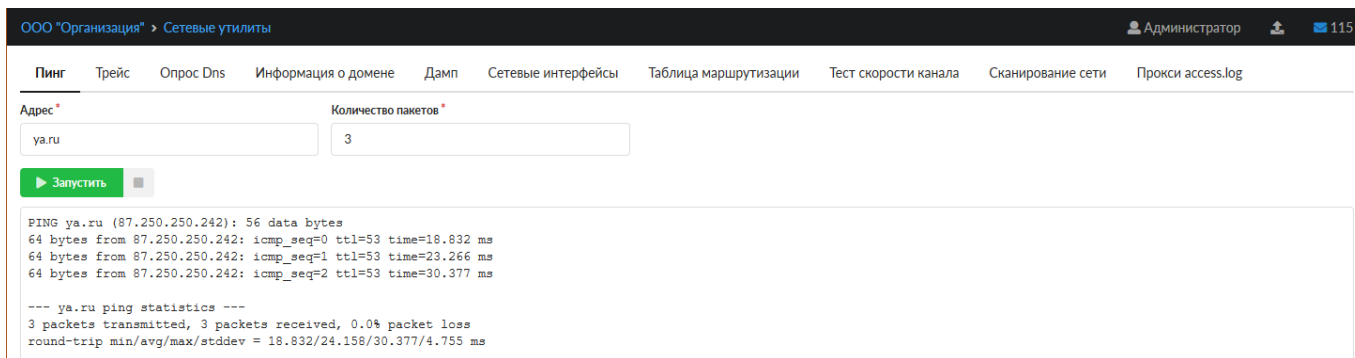 ООО "Организация" > Сетевые утилиты Администратор 115
Пинг Трейс Опрос Dns Информация о домене Дамп Сетевые интерфейсы Таблица маршрутизации Тест скорости канала Сканирование сети Прокси access.log
Адрес* Количество пакетов*
ya.ru 3
Запустить
PING ya.ru (87.250.250.242): 56 data bytes
64 bytes from 87.250.250.242: icmp_seq=0 ttl=53 time=18.832 ms
64 bytes from 87.250.250.242: icmp_seq=1 ttl=53 time=23.266 ms
64 bytes from 87.250.250.242: icmp_seq=2 ttl=53 time=30.377 ms
--- ya.ru ping statistics ---
3 packets transmitted, 3 packets received, 0.0% packet loss
round-trip min/avg/max/stddev = 18.832/24.158/30.377/4.755 ms